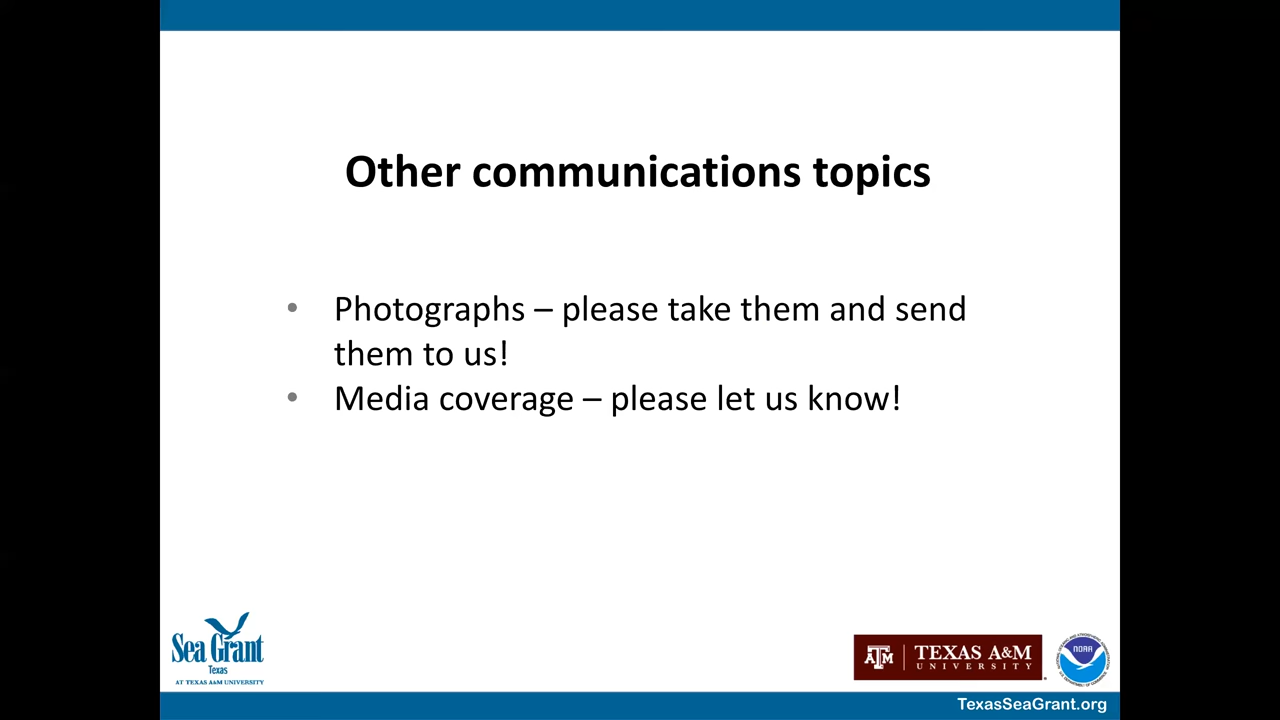 Other communications topics
• Photographs – please take them and send
them to us!
• Media coverage – please let us know!
Sea Grant
Texas
AT TEXAS A&M UNIVERSITY
ATM
TEXAS A&M
UNIVERSITY
NOAA
TexasSeaGrant.org